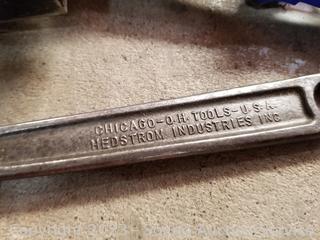 CHICAGO-O.H.TOOLS-U.S.A.
HEDSTROM INDUSTRIES INC